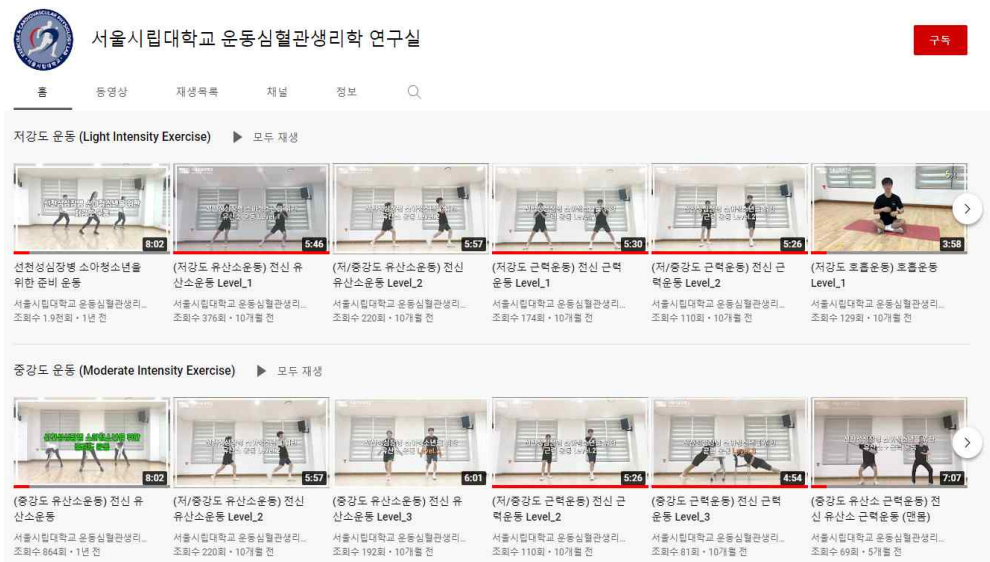 서울시립대학교 운동심혈관생리학 연구실
구독
홈 동영상 재생목록 채널 정보
저강도 운동 (Light Intensity Exercise) 모두 재생
8:02 5:46 5:57 5:30 5:26 3:58
선천성심장병 소아청소년을
위한 준비 운동
서울시립대학교 운동심혈관생리...
조회수 1.9천회 • 1년 전
(저강도 유산소운동) 전신 유
산소운동 Level_1
서울시립대학교 운동심혈관생리...
조회수 376회 • 10개월 전
(저/중강도 유산소운동) 전신
유산소운동 Level_2
서울시립대학교 운동심혈관생리...
조회수 220회 • 10개월 전
(저강도 근력운동) 전신 근력
운동 Level_1
서울시립대학교 운동심혈관생리...
조회수 174회 • 10개월 전
(저/중강도 근력운동) 전신 근
력운동 Level_2
서울시립대학교 운동심혈관생리...
조회수 110회 • 10개월 전
(저강도 호흡운동) 호흡운동
Level_1
서울시립대학교 운동심혈관생리...
조회수 129회 • 10개월 전
중강도 운동 (Moderate Intensity Exercise) 모두 재생
8:02 5:57 6:01 5:26 4:54 7:07
(중강도 유산소운동) 전신 유
산소운동
서울시립대학교 운동심혈관생리...
조회수 864회 • 1년 전
(저/중강도 유산소운동) 전신
유산소운동 Level_2
서울시립대학교 운동심혈관생리...
조회수 220회 • 10개월 전
(중강도 유산소운동) 전신 유
산소운동 Level_3
서울시립대학교 운동심혈관생리...
조회수 192회 • 10개월 전
(저/중강도 근력운동) 전신 근
력운동 Level_2
서울시립대학교 운동심혈관생리...
조회수 110회 • 10개월 전
(중강도 근력운동) 전신 근력
운동 Level_3
서울시립대학교 운동심혈관생리...
조회수 81회 • 10개월 전
(중강도 유산소 근력운동) 전
신 유산소 근력운동 (맨몸)
서울시립대학교 운동심혈관생리...
조회수 69회 • 5개월 전